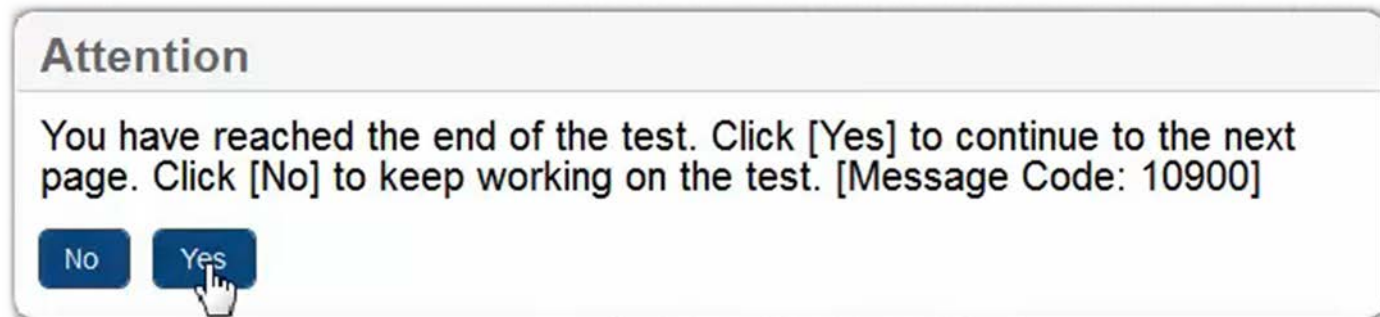 Attention
You have reached the end of the test. Click [Yes] to continue to the next
page. Click [No] to keep working on the test. [Message Code: 10900]
No Yes